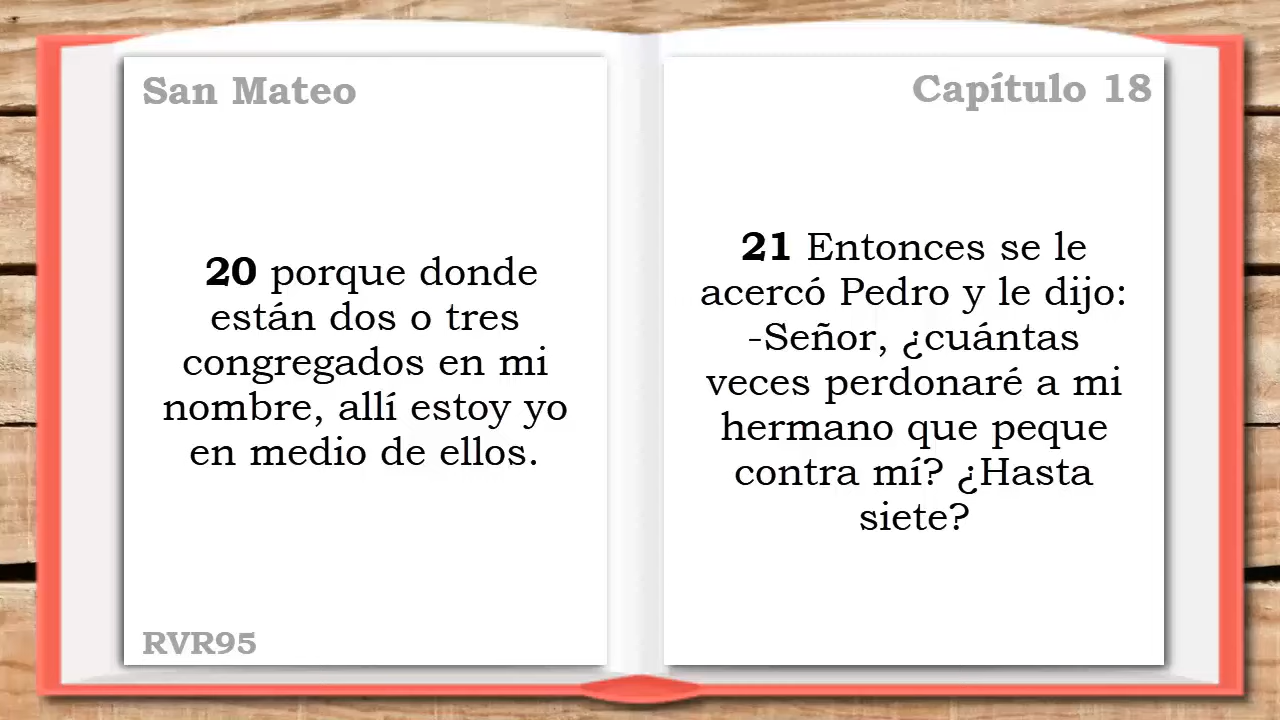 San Mateo
20 porque donde
están dos o tres
congregados en mi
nombre, allí estoy yo
en medio de ellos.
RVR95
Capítulo 18
21 Entonces se le
acercó Pedro y le dijo:
-Señor, ¿cuántas
veces perdonaré a mi
hermano que peque
contra mí? ¿Hasta
siete?